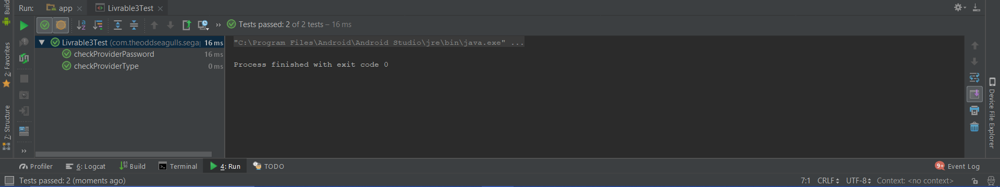 Run: app Livrable3Test
Tests passed: 2 of 2 tests – 16 ms
Livrable3Test (com.theoddseagulls.segap 16 ms
checkProviderPassword 16 ms
checkProviderType 0 ms
"C:\Program Files\Android\Android Studio\jre\bin\java.exe" ...
Process finished with exit code 0
Build
2: Favorites
7: Structure
Device File Explorer
Profiler 6: Logcat Build Terminal 4: Run TODO 9+ Event Log
Tests passed: 2 (moments ago) 7:1 CRLF UTF-8 Context: <no context>